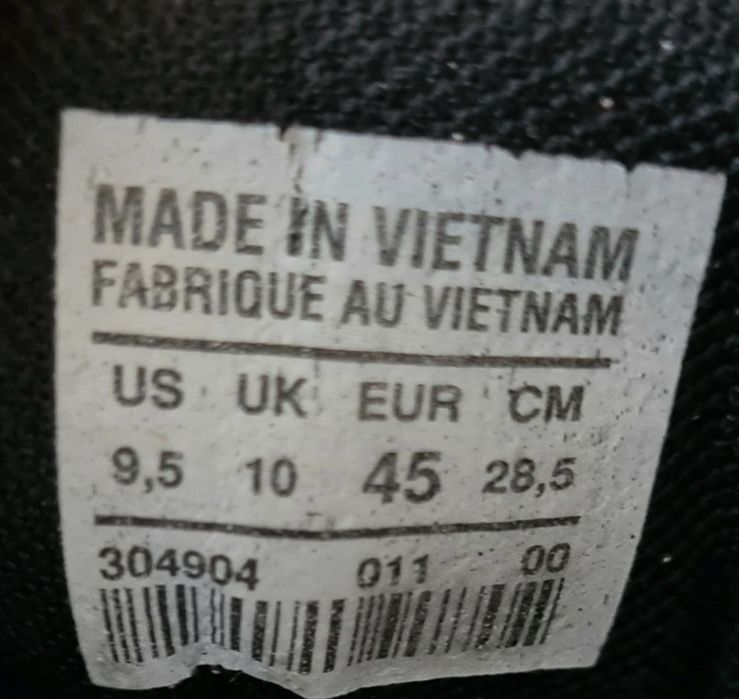 MADE IN VIETNAM
FABRIQUE AU VIETNAM
US UK EUR CM
9,5 10 45 28,5
304904 011 00